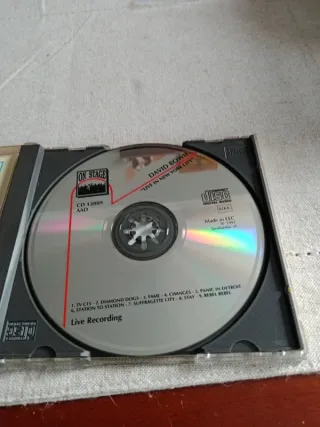 ON STAGE
CD 12009
AAD
DAVID BOWIE
"LIVE IN NEW YORK CITY"
Made in EEC
1. TV C15 - 2. DIAMOND DOGS - 3. FAME - 4. CHANGES - 5. PANIC IN DETROIT
6. STATION TO STATION - 7. SUFFRAGETTE CITY - 8. STAY - 9. REBEL REBEL
Live Recording